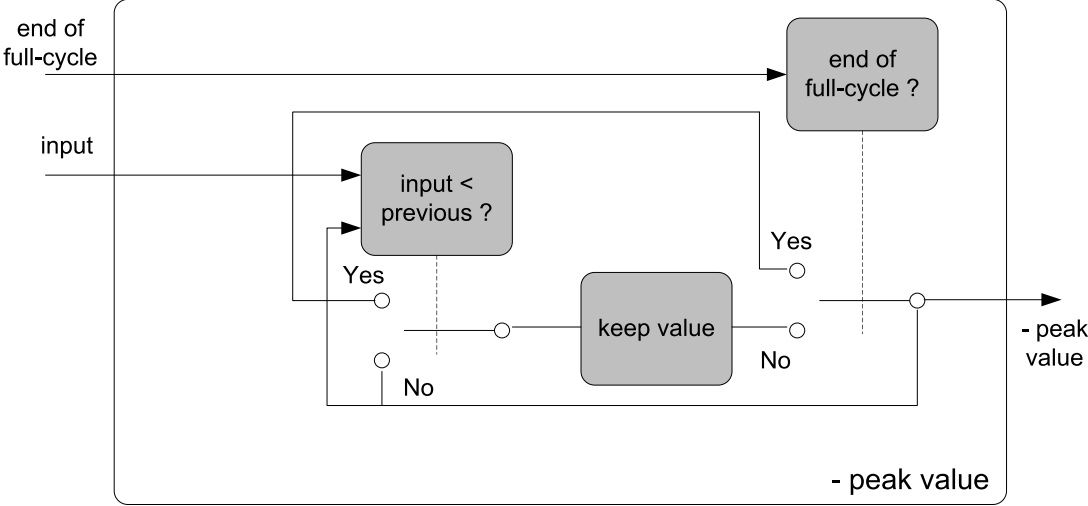 end of
full-cycle
end of
full-cycle ?
input
input <
previous ?
Yes
Yes
keep value
No
No
- peak
value
- peak value